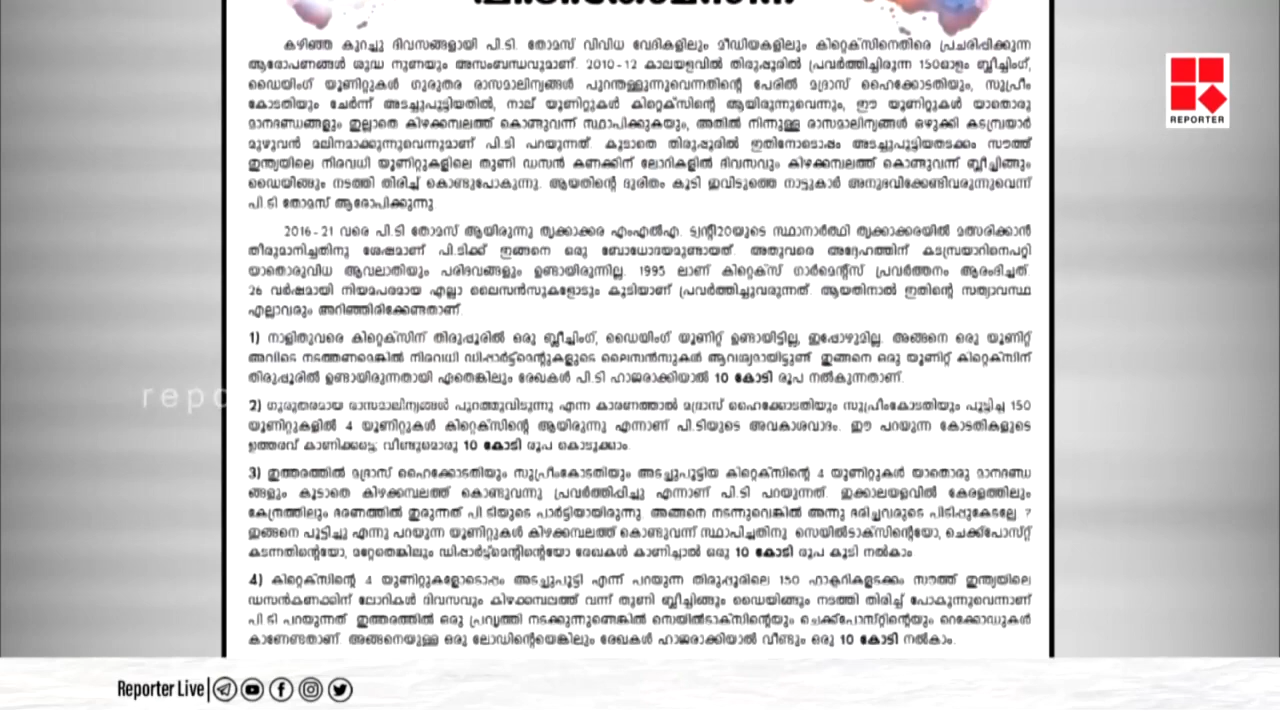 കഴിഞ്ഞ കുറച്ചു ദിവസങ്ങളായി പി.ടി. തോമസ് വിവിധ വേദികളിലും മീഡിയകളിലും കിറ്റെക്സിനെതിരെ പ്രചരിപ്പിക്കുന്ന
ആരോപണങ്ങൾ ശുദ്ധ നുണയും അസംബന്ധവുമാണ്. 2010-12 കാലയളവിൽ തിരുപ്പൂരിൽ പ്രവർത്തിച്ചിരുന്ന 150ഓളം ബ്ലീച്ചിംഗ്,
ഡൈയിംഗ് യൂണിറ്റുകൾ ഗുരുതര രാസമാലിന്യങ്ങൾ പുറന്തള്ളുന്നുവെന്നതിന്റെ പേരിൽ മദ്രാസ് ഹൈക്കോടതിയും, സുപ്രീം
കോടതിയും ചേർന്ന് അടച്ചുപൂട്ടിയതിൽ, നാല് യൂണിറ്റുകൾ കിറ്റെക്സിന്റെ ആയിരുന്നുവെന്നും, ഈ യൂണിറ്റുകൾ യാതൊരു
മാനദണ്ഡങ്ങളും ഇല്ലാതെ കിഴക്കമ്പലത്ത് കൊണ്ടുവന്ന് സ്ഥാപിക്കുകയും, അതിൽ നിന്നുള്ള രാസമാലിന്യങ്ങൾ ഒഴുക്കി കടമ്പ്രയാർ
മുഴുവൻ മലിനമാക്കുന്നുവെന്നുമാണ് പി.ടി പറയുന്നത്. കൂടാതെ തിരുപ്പൂരിൽ ഇതിനോടൊപ്പം അടച്ചുപൂട്ടിയതടക്കം സൗത്ത്
ഇന്ത്യയിലെ നിരവധി യൂണിറ്റുകളിലെ തുണി ഡസൻ കണക്കിന് ലോറികളിൽ ദിവസവും കിഴക്കമ്പലത്ത് കൊണ്ടുവന്ന് ബ്ലീച്ചിങ്ങും
ഡൈയിങ്ങും നടത്തി തിരിച്ച് കൊണ്ടുപോകുന്നു. ആയതിന്റെ ദുരിതം കൂടി ഇവിടുത്തെ നാട്ടുകാർ അനുഭവിക്കേണ്ടിവരുന്നുവെന്ന്
പി ടി തോമസ് ആരോപിക്കുന്നു
2016-21 വരെ പി.ടി തോമസ് ആയിരുന്നു തൃക്കാക്കര എംഎൽഎ. ട്വന്റി20യുടെ സ്ഥാനാർത്ഥി തൃക്കാക്കരയിൽ മത്സരിക്കാൻ
തീരുമാനിച്ചതിനു ശേഷമാണ് പി.ടിക്ക് ഇങ്ങനെ ഒരു ബോധോദയമുണ്ടായത്. അതുവരെ അദ്ദേഹത്തിന് കടമ്പ്രയാറിനെപറ്റി
യാതൊരുവിധ ആവലാതിയും പരിദവങ്ങളും ഉണ്ടായിരുന്നില്ല. 1995 ലാണ് കിറ്റെക്സ് ഗാർമെന്റ്സ് പ്രവർത്തനം ആരംഭിച്ചത്.
26 വർഷമായി നിയമപരമായ എല്ലാ ലൈസൻസുകളോടും കൂടിയാണ് പ്രവർത്തിച്ചുവരുന്നത്. ആയതിനാൽ ഇതിന്റെ സത്യാവസ്ഥ
എല്ലാവരും അറിഞ്ഞിരിക്കേണ്ടതാണ്.
1) നാളിതുവരെ കിറ്റെക്സിന് തിരുപ്പൂരിൽ ഒരു ബ്ലീച്ചിംഗ്, ഡൈയിംഗ് യൂണിറ്റ് ഉണ്ടായിട്ടില്ല, ഇപ്പോഴുമില്ല. അങ്ങനെ ഒരു യൂണിറ്റ്
അവിടെ നടത്തണമെങ്കിൽ നിരവധി ഡിപ്പാർട്ട്മെന്റുകളുടെ ലൈസൻസുകൾ ആവശ്യമായിട്ടുണ്ട് ഇങ്ങനെ ഒരു യൂണിറ്റ് കിറ്റെക്സിന്
തിരുപ്പൂരിൽ ഉണ്ടായിരുന്നതായി ഏതെങ്കിലും രേഖകൾ പി.ടി ഹാജരാക്കിയാൽ 10 കോടി രൂപ നൽകുന്നതാണ്.
2) ഗുരുതരമായ രാസമാലിന്യങ്ങൾ പുറത്തുവിടുന്നു എന്ന കാരണത്താൽ മദ്രാസ് ഹൈക്കോടതിയും സുപ്രീംകോടതിയും പൂട്ടിച്ച 150
യൂണിറ്റുകളിൽ 4 യൂണിറ്റുകൾ കിറ്റെക്സിന്റെ ആയിരുന്നു എന്നാണ് പി.ടിയുടെ അവകാശവാദം. ഈ പറയുന്ന കോടതികളുടെ
ഉത്തരവ് കാണിക്കട്ടെ; വീണ്ടുമൊരു 10 കോടി രൂപ കൊടുക്കാം.
3) ഇത്തരത്തിൽ മദ്രാസ് ഹൈക്കോടതിയും സുപ്രീംകോടതിയും അടച്ചുപൂട്ടിയ കിറ്റെക്സിന്റെ 4 യൂണിറ്റുകൾ യാതൊരു മാനദണ്ഡ
ങ്ങളും കൂടാതെ കിഴക്കമ്പലത്ത് കൊണ്ടുവന്നു പ്രവർത്തിപ്പിച്ചു എന്നാണ് പി.ടി പറയുന്നത്. ഇക്കാലയളവിൽ കേരളത്തിലും
കേന്ദ്രത്തിലും ഭരണത്തിൽ ഇരുന്നത് പി ടിയുടെ പാർട്ടിയായിരുന്നു അങ്ങനെ നടന്നുവെങ്കിൽ അന്നു ഭരിച്ചവരുടെ പിടിപ്പുകേടല്ലേ ?
ഇങ്ങനെ പൂട്ടിച്ചു എന്നു പറയുന്ന യൂണിറ്റുകൾ കിഴക്കമ്പലത്ത് കൊണ്ടുവന്ന് സ്ഥാപിച്ചതിനു സെയിൽടാക്സിന്റെയോ, ചെക്ക്പോസ്റ്റ്
കടന്നതിന്റെയോ, മറ്റേതെങ്കിലും ഡിപ്പാർട്ട്മെന്റിന്റെയോ രേഖകൾ കാണിച്ചാൽ ഒരു 10 കോടി രൂപ കൂടി നൽകാം
4) കിറ്റെക്സിന്റെ 4 യൂണിറ്റുകളോടൊപ്പം അടച്ചുപൂട്ടി എന്ന് പറയുന്ന തിരുപ്പൂരിലെ 150 ഫാക്ടറികളടക്കം സൗത്ത് ഇന്ത്യയിലെ
ഡസൻകണക്കിന് ലോറികൾ ദിവസവും കിഴക്കമ്പലത്ത് വന്ന് തുണി ബ്ലീച്ചിങ്ങും ഡൈയിങ്ങും നടത്തി തിരിച്ച് പോകുന്നുവെന്നാണ്
പി ടി പറയുന്നത് ഇത്തരത്തിൽ ഒരു പ്രവൃത്തി നടക്കുന്നുണ്ടെങ്കിൽ സെയിൽടാക്സിന്റെയും ചെക്ക്പോസ്റ്റിന്റെയും റെക്കോഡുകൾ
കാണേണ്ടതാണ് അങ്ങനെയുള്ള ഒരു ലോഡിന്റെയെങ്കിലും രേഖകൾ ഹാജരാക്കിയാൽ വീണ്ടും ഒരു 10 കോടി നൽകാം.
REPORTER
repo
Reporter Live